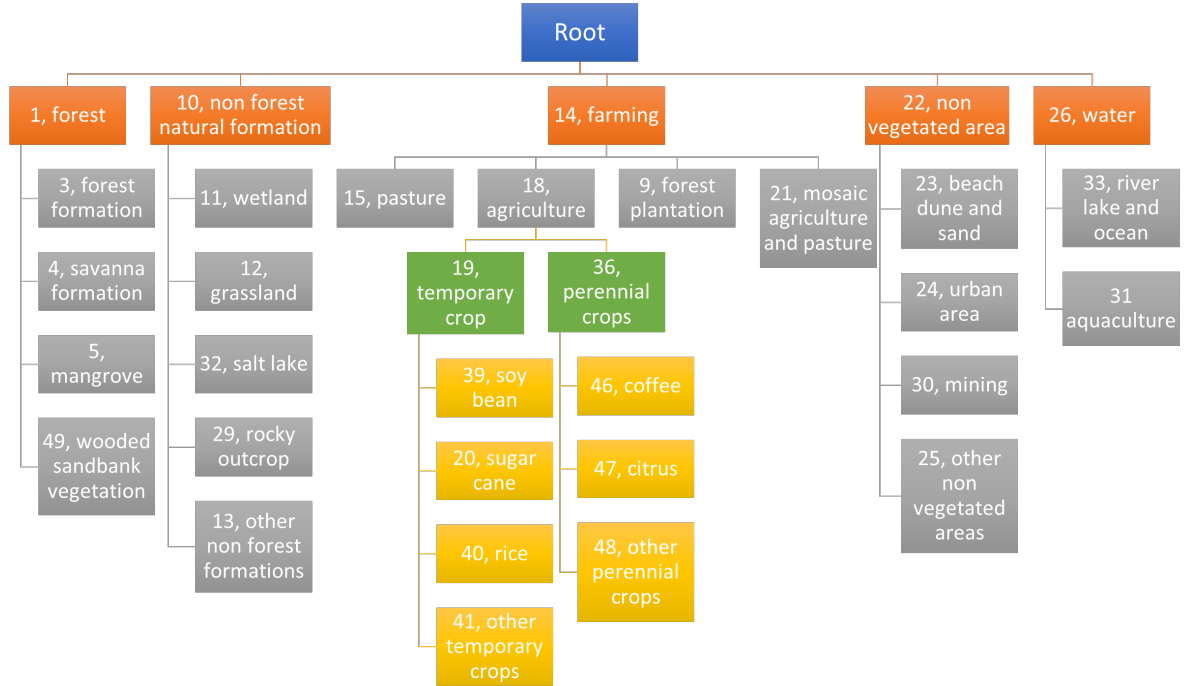 Root
1, forest
10, non forest
natural formation
14, farming
22, non
vegetated area
26, water
3, forest
formation
4, savanna
formation
5,
mangrove
49, wooded
sandbank
vegetation
11, wetland
12,
grassland
32, salt lake
29, rocky
outcrop
13, other
non forest
formations
15, pasture
18,
agriculture
9, forest
plantation
21, mosaic
agriculture
and pasture
19,
temporary
crop
36,
perennial
crops
39, soy
bean
20, sugar
cane
40, rice
41, other
temporary
crops
46, coffee
47, citrus
48, other
perennial
crops
23, beach
dune and
sand
24, urban
area
30, mining
25, other
non
vegetated
areas
33, river
lake and
ocean
31
aquaculture